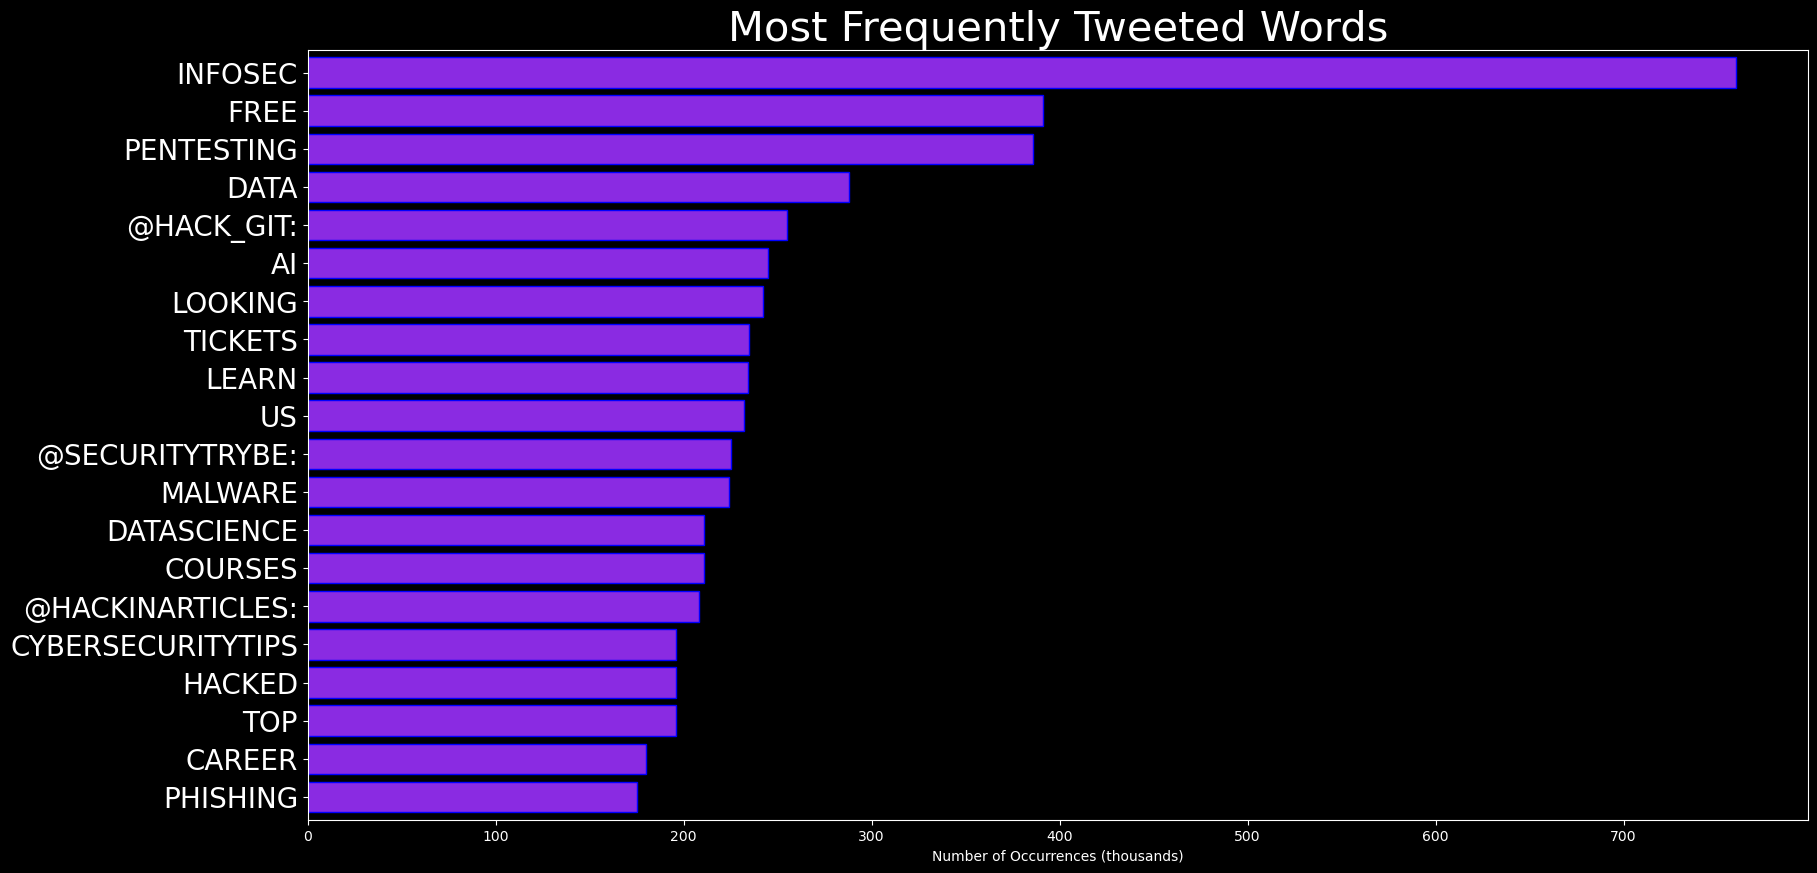 Most Frequently Tweeted Words
INFOSEC
FREE
PENTESTING
DATA
@HACK_GIT:
AI
LOOKING
TICKETS
LEARN
US
@SECURITYTRYBE:
MALWARE
DATASCIENCE
COURSES
@HACKINARTICLES:
CYBERSECURITYTIPS
HACKED
TOP
CAREER
PHISHING
0 100 200 300 400 500 600 700
Number of Occurrences (thousands)